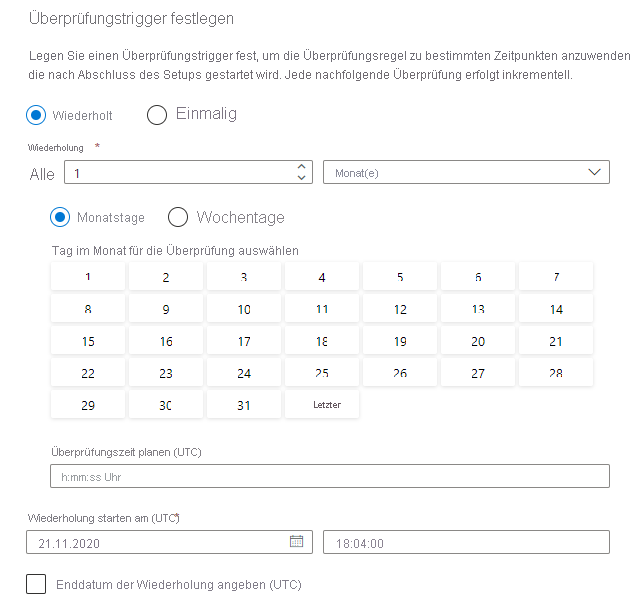 Überprüfungstrigger festlegen
Legen Sie einen Überprüfungstrigger fest, um die Überprüfungsregel zu bestimmten Zeitpunkten anzuwenden
die nach Abschluss des Setups gestartet wird. Jede nachfolgende Überprüfung erfolgt inkrementell.
Wiederholt Einmalig
Wiederholung *
Alle 1 Monat(e)
Monatstage Wochentage
Tag im Monat für die Überprüfung auswählen
1 2 3 4 5 6 7
8 9 10 11 12 13 14
15 16 17 18 19 20 21
22 23 24 25 26 27 28
29 30 31 Letzter
Überprüfungszeit planen (UTC)
h:mm:ss Uhr
Wiederholung starten am (UTC)*
21.11.2020 18:04:00
Enddatum der Wiederholung angeben (UTC)